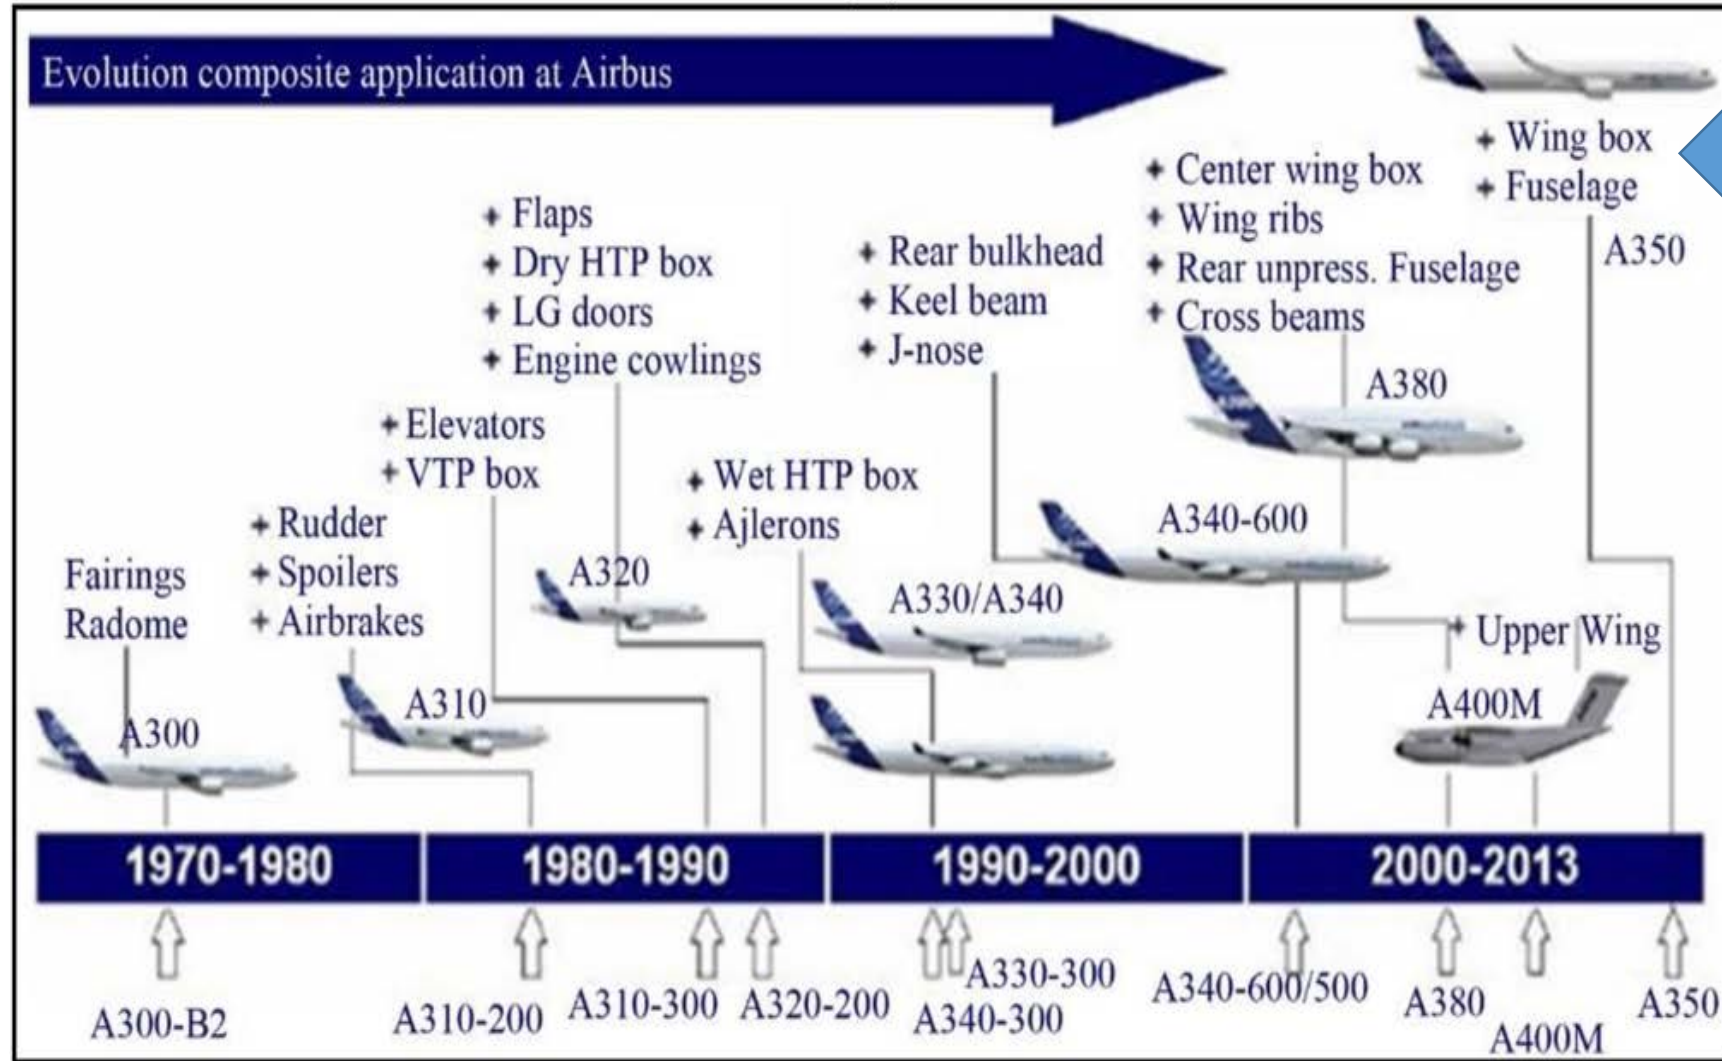 Evolution composite application at Airbus
+ Wing box
+ Fuselage
A350
+ Center wing box
+ Wing ribs
+ Rear unpress. Fuselage
+ Cross beams
A380
+ Flaps
+ Dry HTP box
+ LG doors
+ Engine cowlings
+ Rear bulkhead
+ Keel beam
+ J-nose
+ Elevators
+ VTP box
+ Wet HTP box
+ Ajlerons
+ Rudder
+ Spoilers
+ Airbrakes
Fairings
Radome
A320
A330/A340
A340-600
+ Upper Wing
A300
A310
A400M
1970-1980
1980-1990
1990-2000
2000-2013
A300-B2
A310-200
A310-300
A320-200
A330-300
A340-300
A340-600/500
A380
A400M
A350